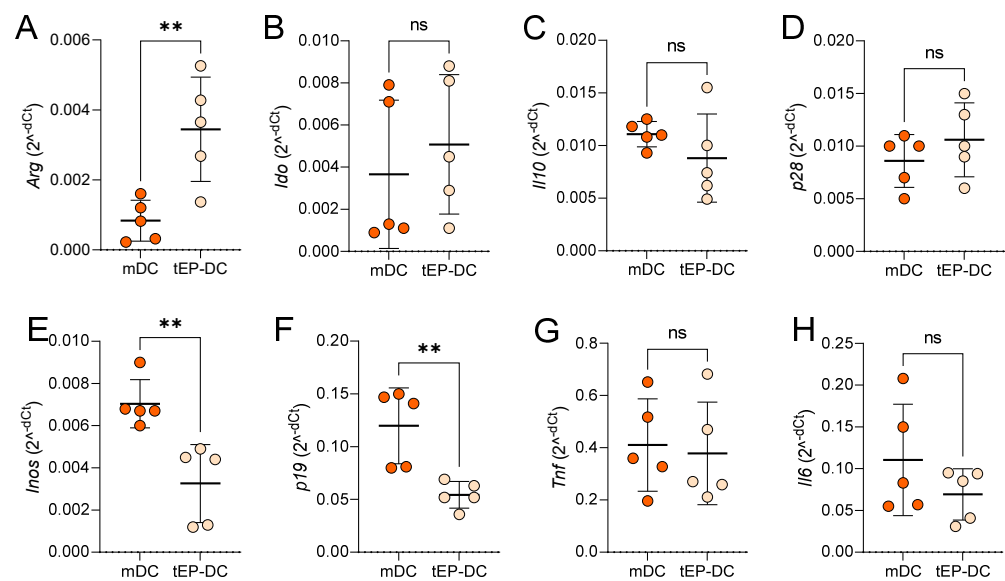 A
0.006
0.004
0.002
0.000
Arg (2^-dCt)
**
mDC tEP-DC
B
0.010
0.008
0.006
0.004
0.002
0.000
Ido (2^-dCt)
ns
mDC tEP-DC
C
0.020
0.015
0.010
0.005
0.000
Il10 (2^-dCt)
ns
mDC tEP-DC
D
0.020
0.015
0.010
0.005
0.000
p28 (2^-dCt)
ns
mDC tEP-DC
E
0.010
0.008
0.006
0.004
0.002
0.000
Inos (2^-dCt)
**
mDC tEP-DC
F
0.20
0.15
0.10
0.05
0.00
p19 (2^-dCt)
**
mDC tEP-DC
G
0.8
0.6
0.4
0.2
0.0
Tnf (2^-dCt)
ns
mDC tEP-DC
H
0.25
0.20
0.15
0.10
0.05
0.00
Il6 (2^-dCt)
ns
mDC tEP-DC